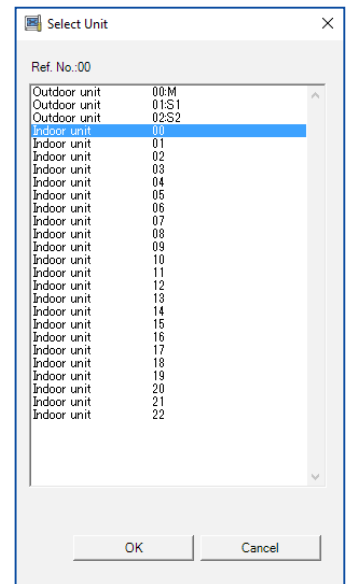 Select Unit
Ref. No.:00
Outdoor unit 00:M
Outdoor unit 01:S1
Outdoor unit 02:S2
Indoor unit 00
Indoor unit 01
Indoor unit 02
Indoor unit 03
Indoor unit 04
Indoor unit 05
Indoor unit 06
Indoor unit 07
Indoor unit 08
Indoor unit 09
Indoor unit 10
Indoor unit 11
Indoor unit 12
Indoor unit 13
Indoor unit 14
Indoor unit 15
Indoor unit 16
Indoor unit 17
Indoor unit 18
Indoor unit 19
Indoor unit 20
Indoor unit 21
Indoor unit 22
OK Cancel